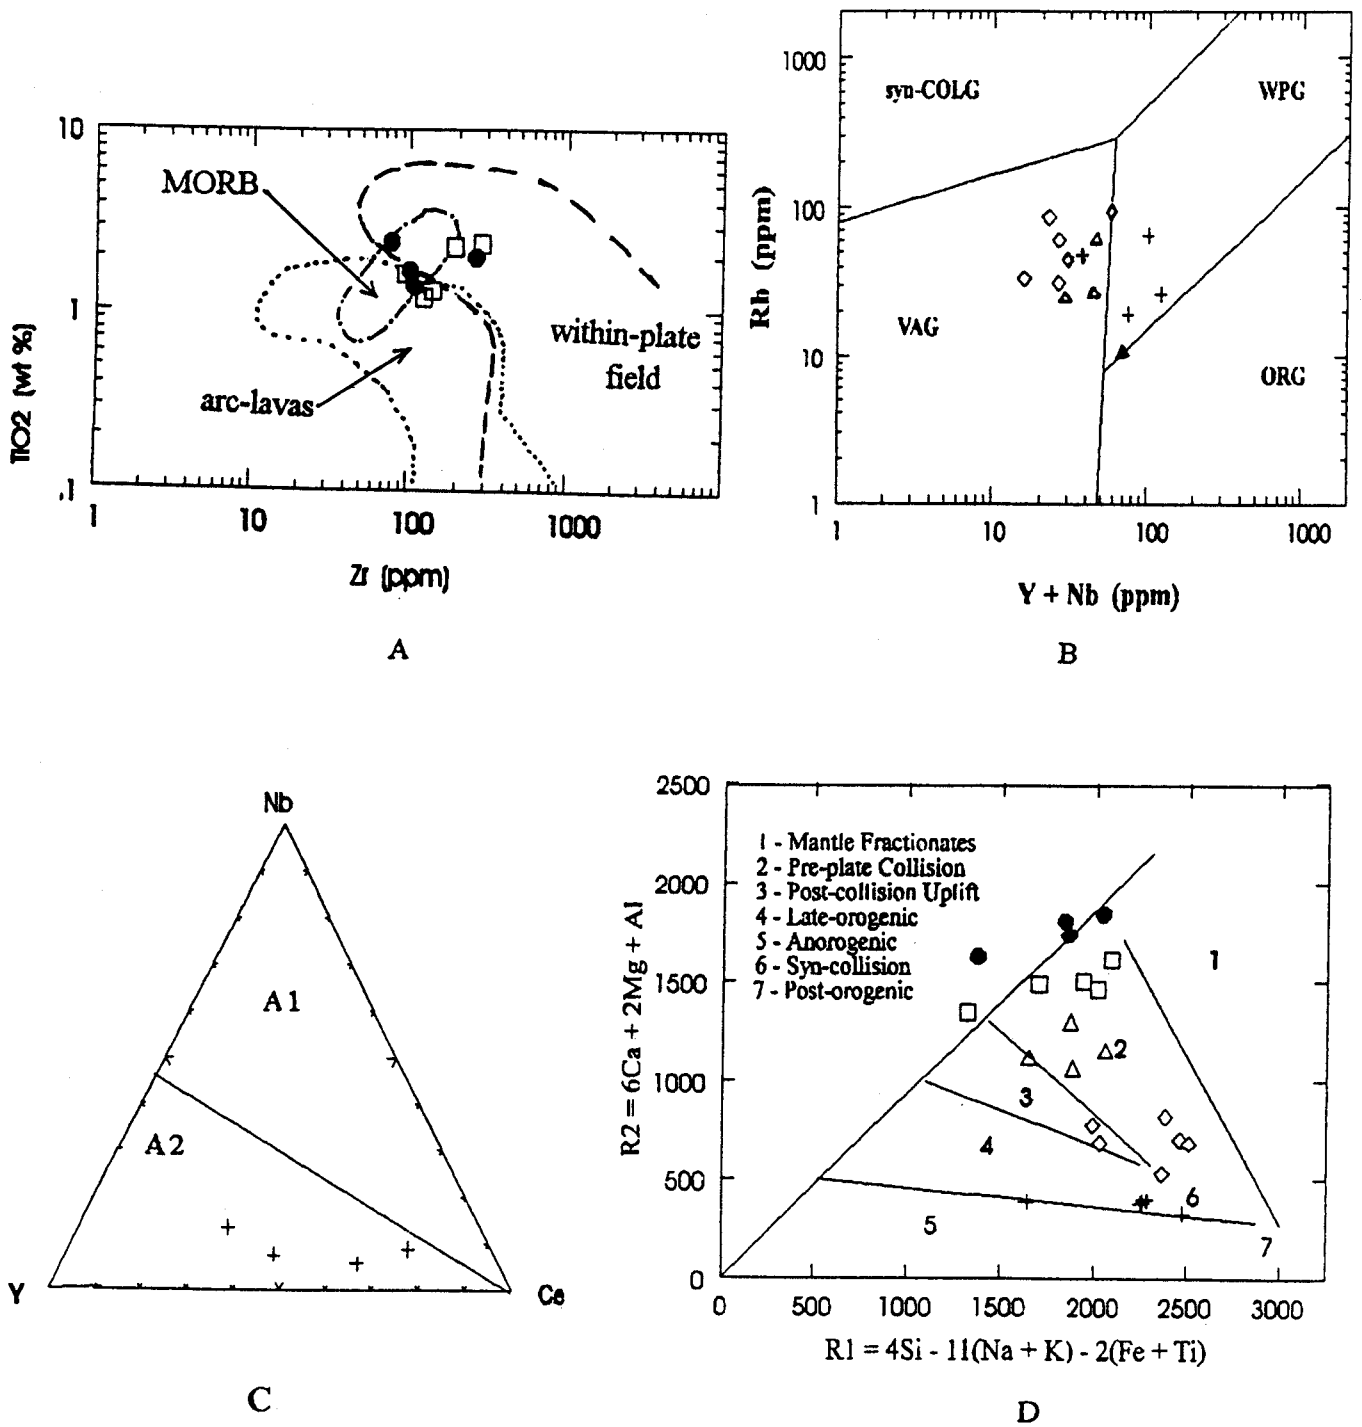 10
MORB
1
within-plate
field
arc-lavas
.1
1
10
100
1000
TiO2 (wt %)
Zr (ppm)
A
1000
syn-COLG
WPG
100
VAG
10
ORG
1
1
10
100
1000
Rb (ppm)
Y + Nb (ppm)
B
Nb
A1
A2
Y
Ce
C
2500
2000
1500
1000
500
0
1 - Mantle Fractionates
2 - Pre-plate Collision
3 - Post-collision Uplift
4 - Late-orogenic
5 - Anorogenic
6 - Syn-collision
7 - Post-orogenic
1
2
3
4
5
6
7
0
500
1000
1500
2000
2500
3000
R2 = 6Ca + 2Mg + Al
R1 = 4Si - 11(Na + K) - 2(Fe + Ti)
D